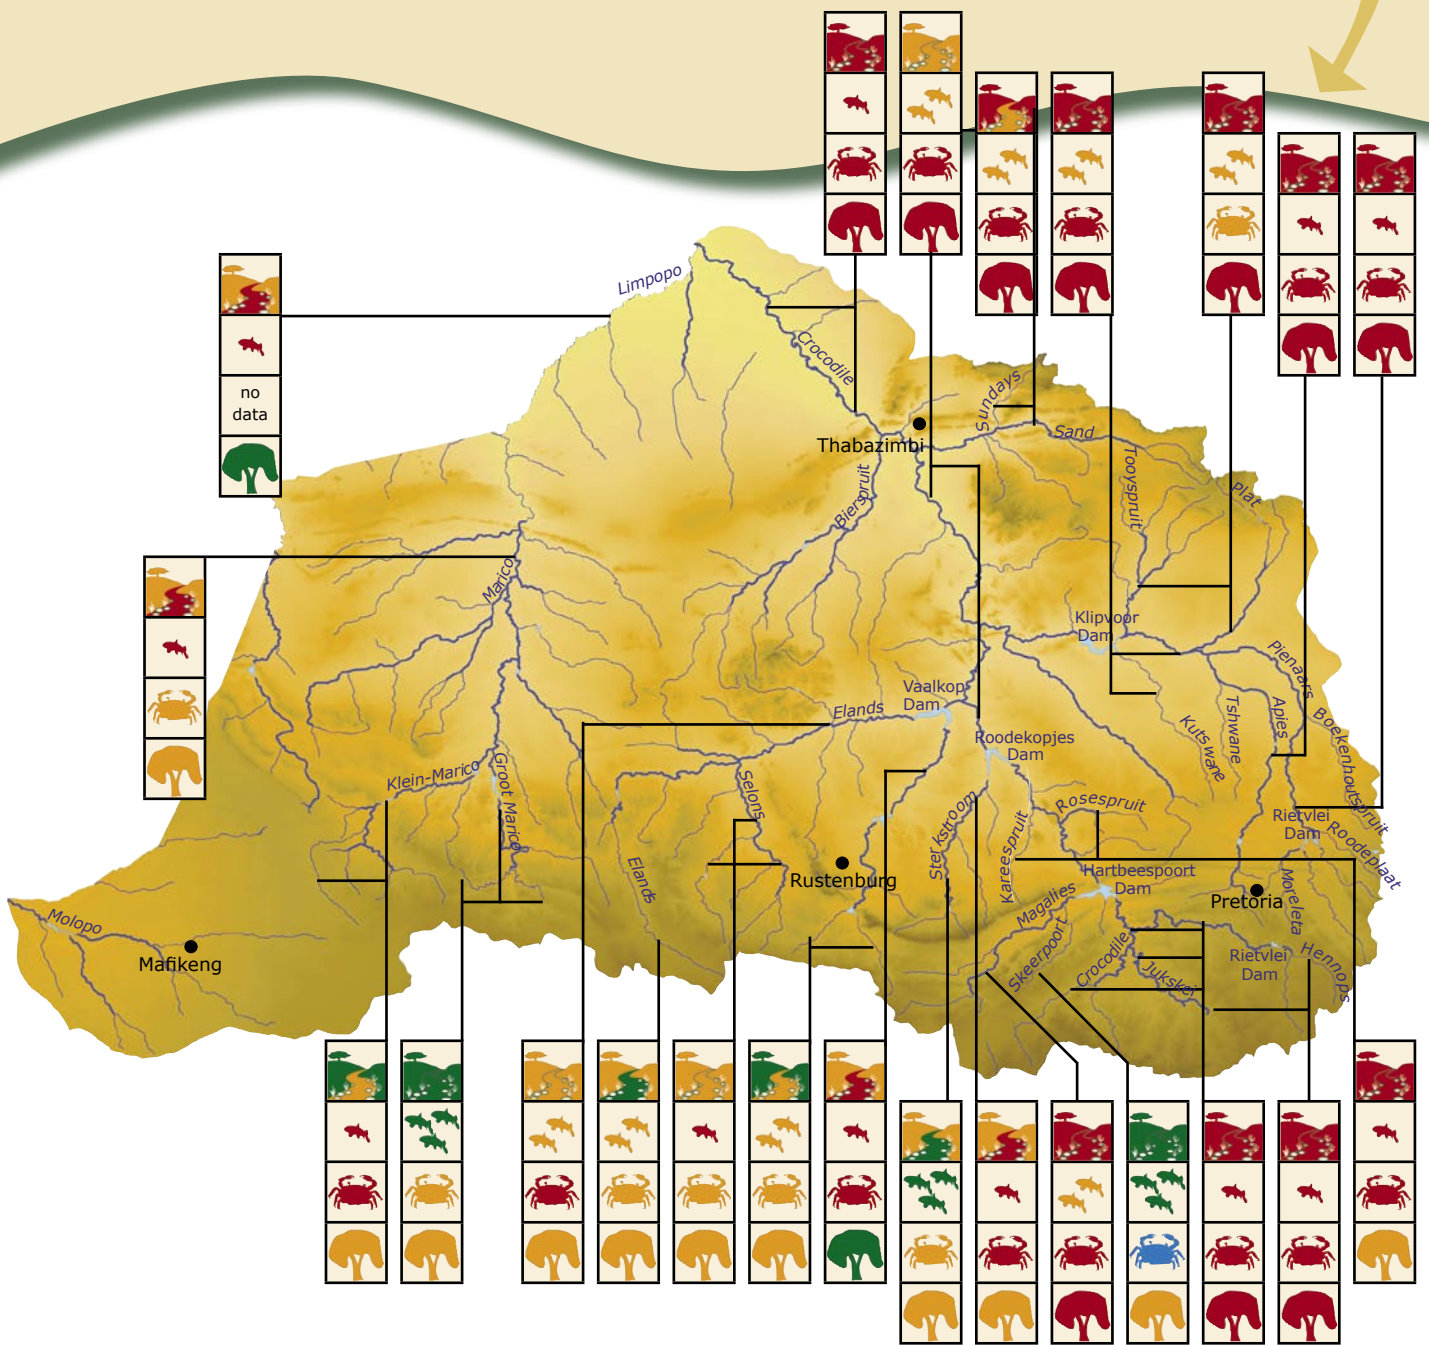 Limpopo
Crocodile
no
data
Sundays
Thabazimbi
Sand
Bierspruit
Tooyspruit
Plat
Marico
Klipvoor
Dam
Pienaars
Vaalkop
Dam
Elands
Tshwane
Apies
Boekenhoutspruit
Kutswane
Roodekopjes
Dam
Klein-Marico
Groot Marico
Selons
Sterkstroom
Kareespruit
Rosespruit
Rietvlei
Dam
Roodeplaat
Elands
Rustenburg
Hartbeespoort
Dam
Magalies
Pretoria
Moreleta
Molopo
Mafikeng
Skeerpoort
Crocodile
Jukskei
Rietvlei
Dam
Hennops